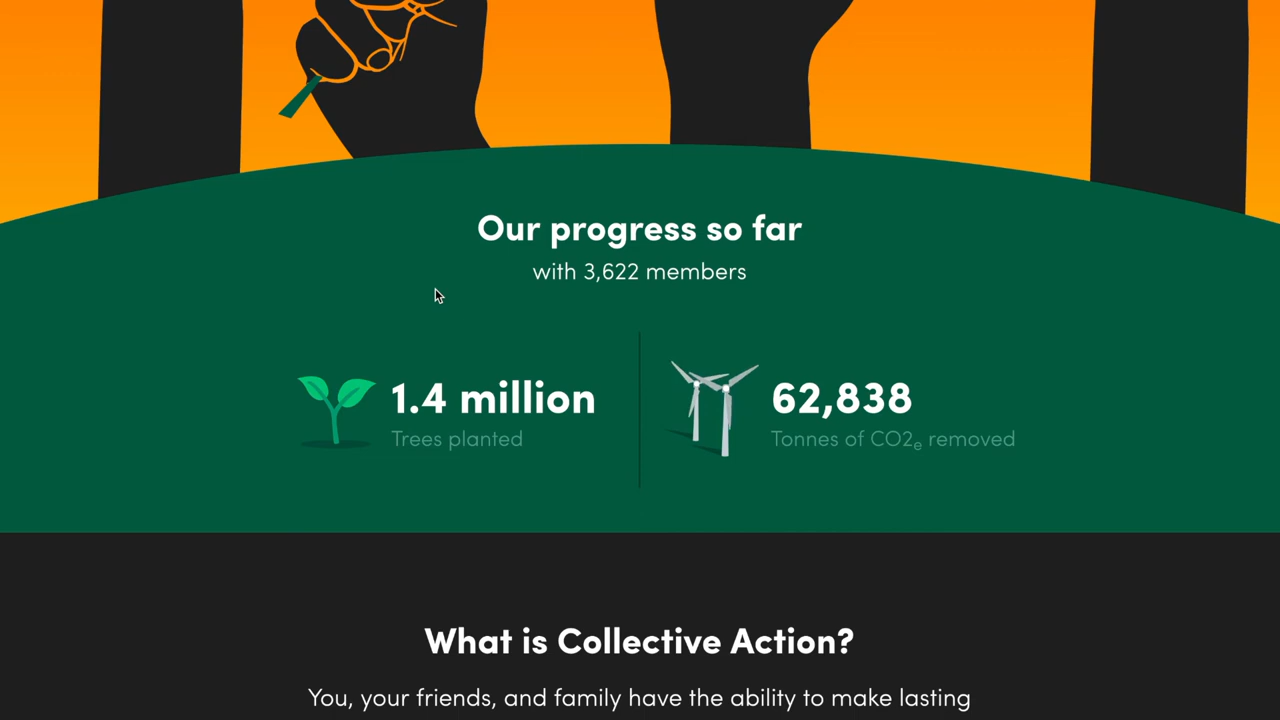 Our progress so far
with 3,622 members
1.4 million
Trees planted
62,838
Tonnes of CO2e removed
What is Collective Action?
You, your friends, and family have the ability to make lasting